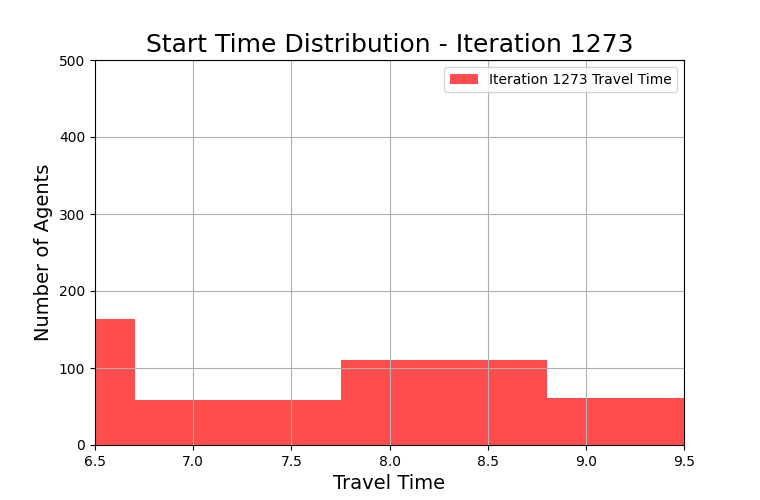 Start Time Distribution - Iteration 1273
Iteration 1273 Travel Time
Number of Agents
500
400
300
200
100
0
6.5 7.0 7.5 8.0 8.5 9.0 9.5
Travel Time